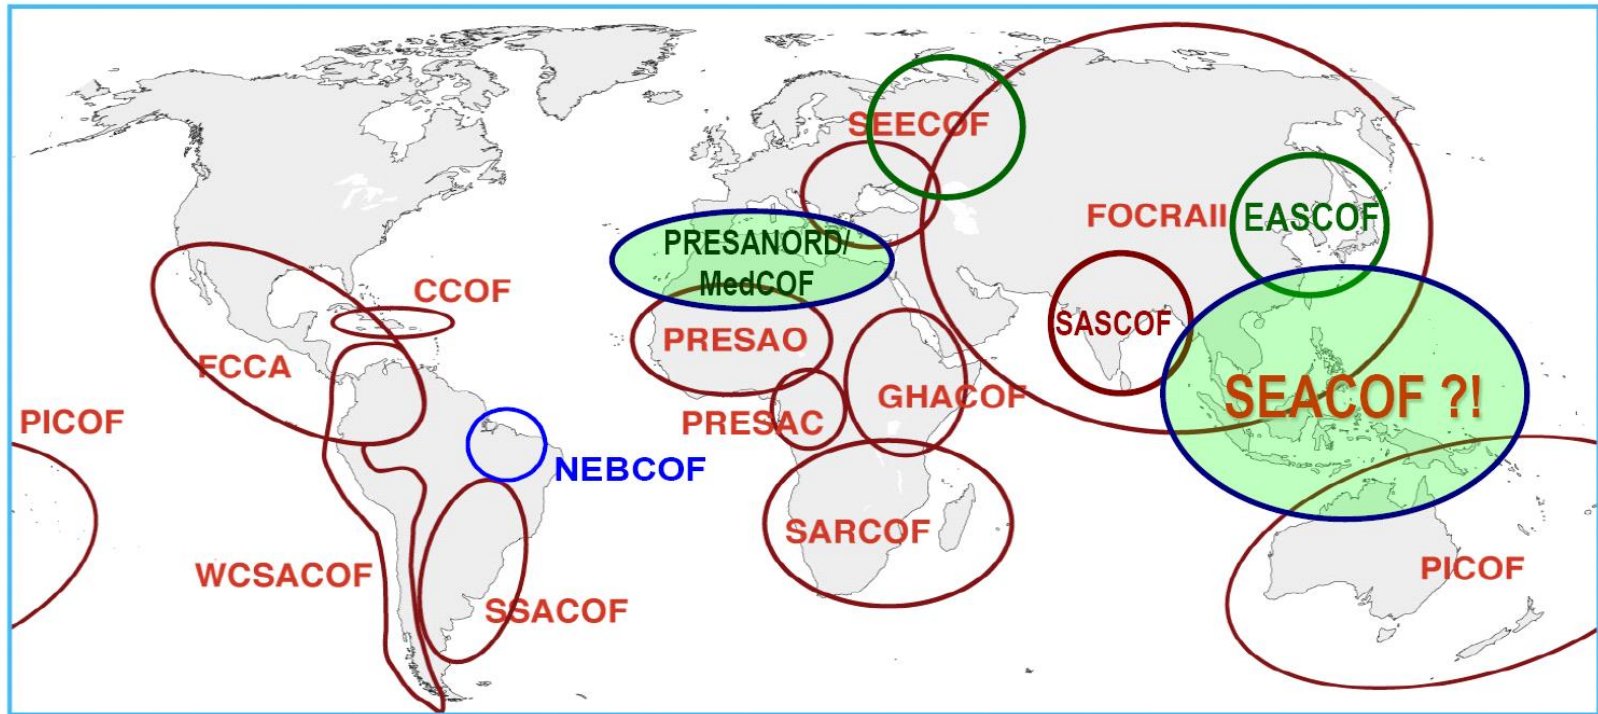 SEECOF
FOCRAII
EASCOF
PRESANORD/
MedCOF
CCOF
SASCOF
PRESAO
FCCA
GHACOF
SEACOF ?!
PICOF
PRESAC
NEBCOF
SARCOF
WCSACOF
PICOF
SSACOF